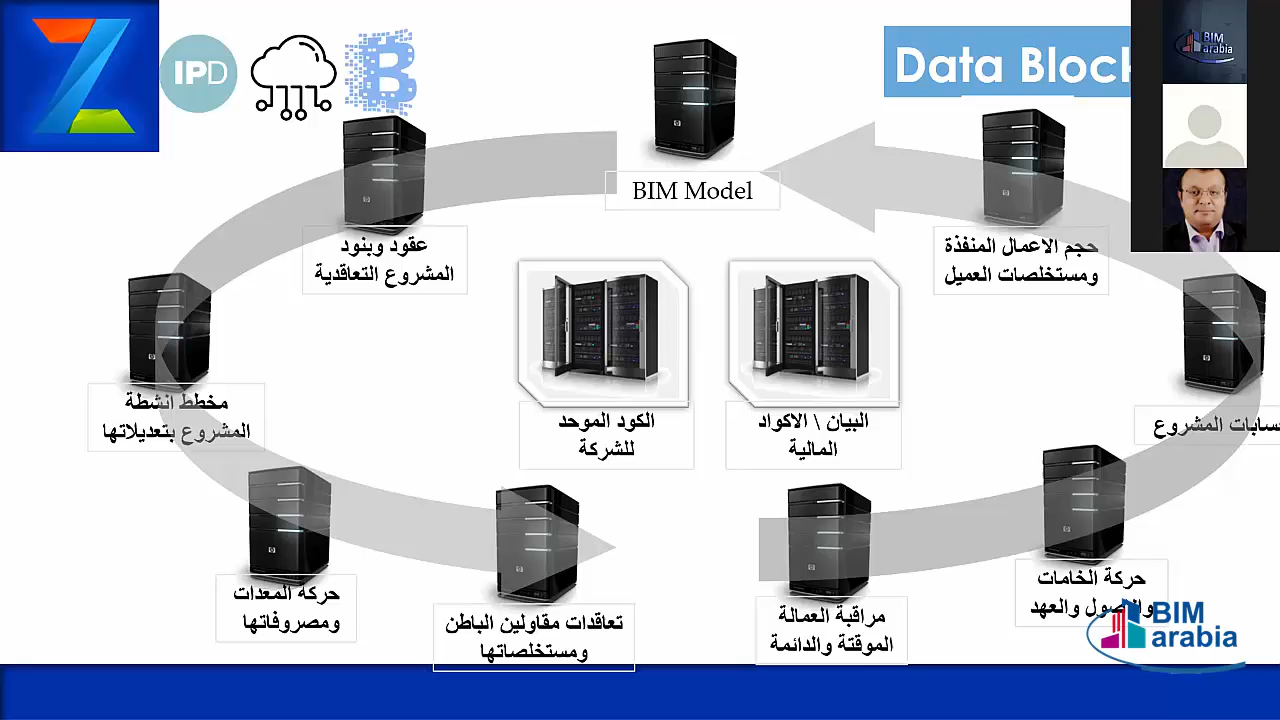 IPD
Data Block
BIM
arabia
BIM Model
عقود وبنود
المشروع التعاقدية
حجم الاعمال المنفذة
ومستخلصات العميل
مخطط انشطة
المشروع بتعديلاتها
الكود الموحد
للشركة
البيان \ الاكواد
المالية
سابات المشروع
حركة المعدات
ومصروفاتها
تعاقدات مقاولين الباطن
ومستخلصاتها
مراقبة العمالة
الموقتة والدائمة
حركة الخامات
والعهد
BIM
arabia